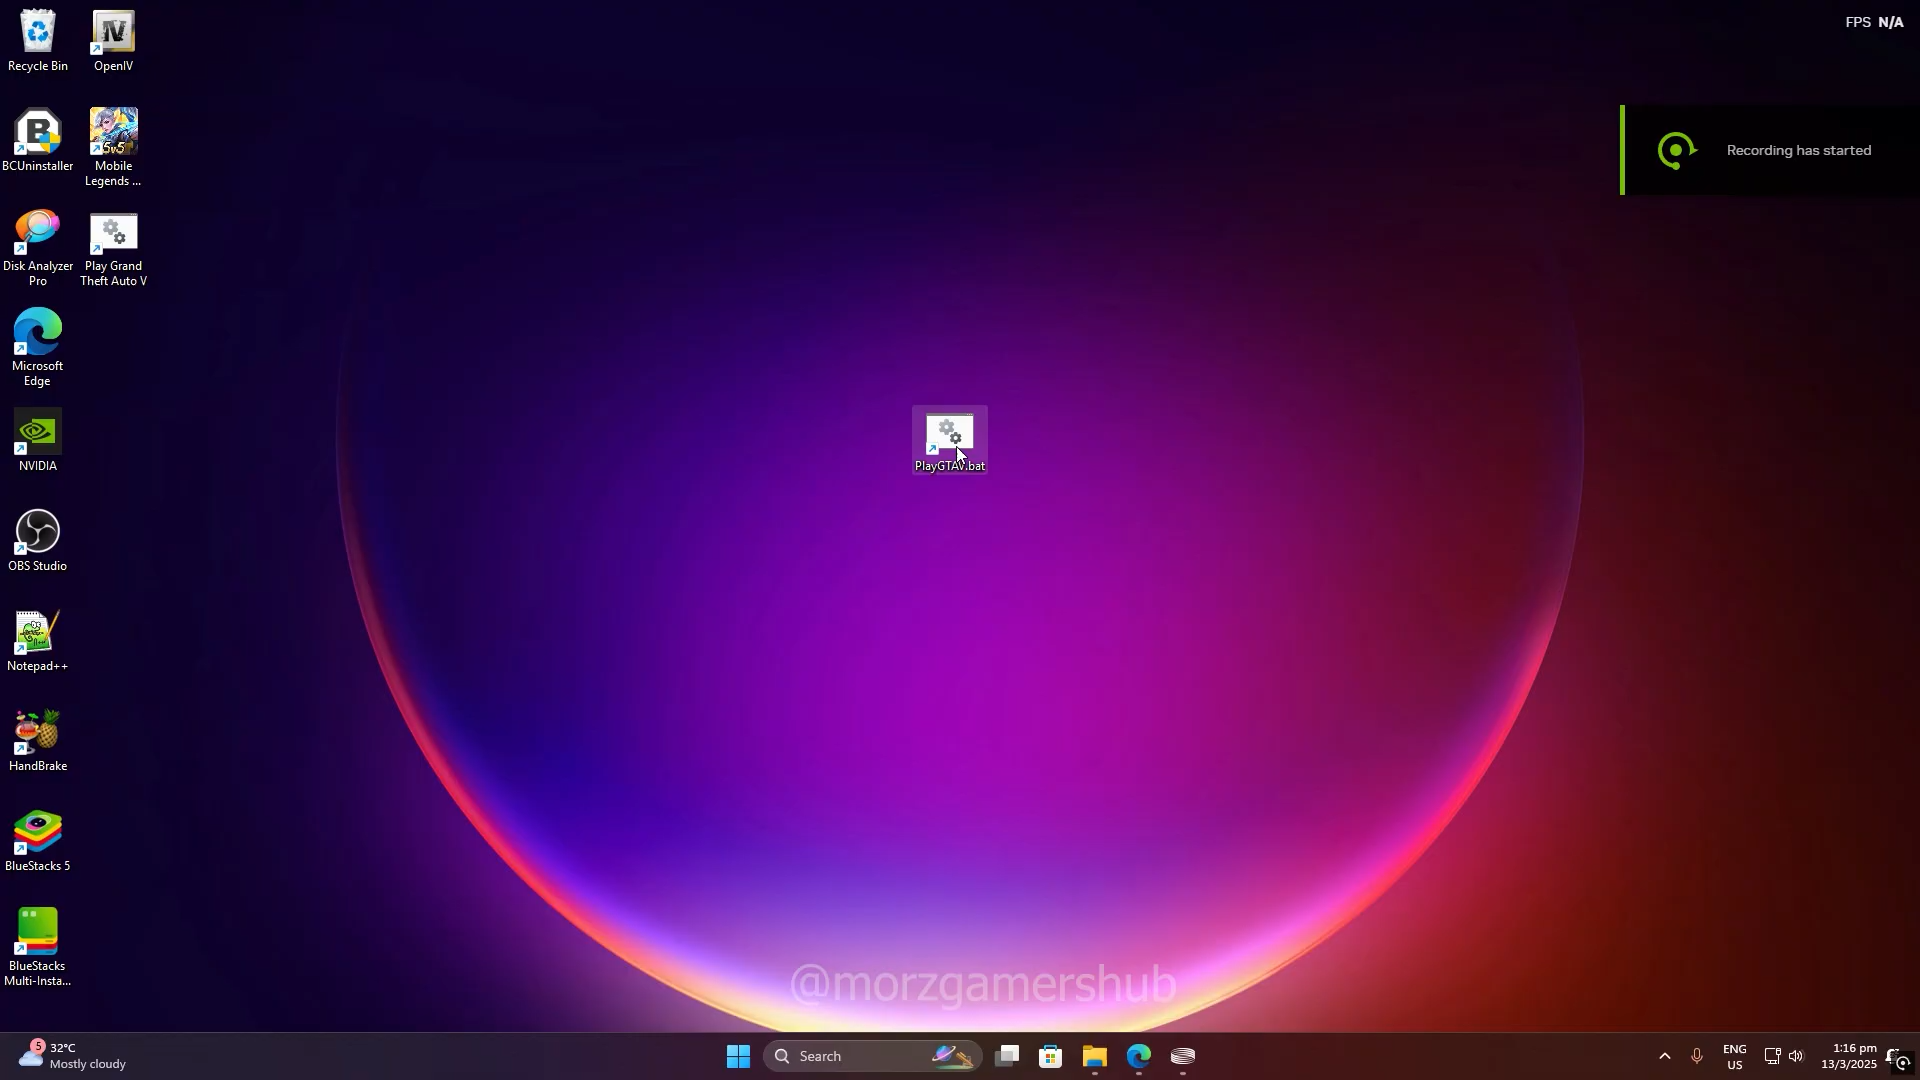 Recycle Bin
OpenIV
FPS N/A
BCUninstaller
Mobile
Legends ...
Recording has started
Disk Analyzer
Pro
Play Grand
Theft Auto V
Microsoft
Edge
NVIDIA
PlayGTAV.bat
OBS Studio
Notepad++
HandBrake
BlueStacks 5
BlueStacks
Multi-Insta...
@morzgamershub
5
32°C
Mostly cloudy
Search
ENG
US
1:16 pm
13/3/2025